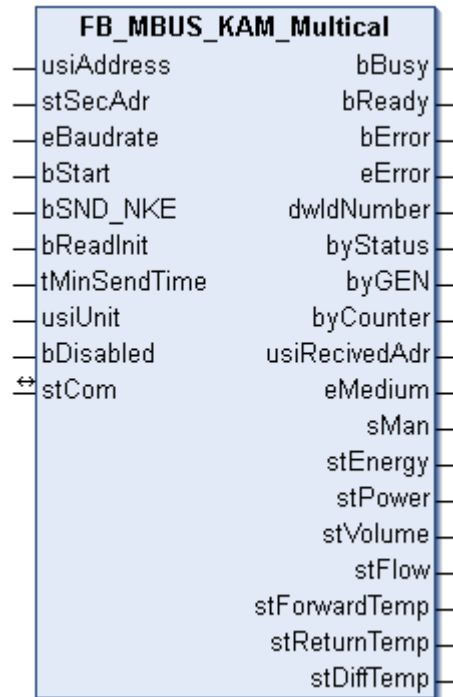 FB_MBUS_KAM_Multical
usiAddress bBusy
stSecAdr bReady
eBaudrate bError
bStart eError
bSND_NKE dwIdNumber
bReadInit byStatus
tMinSendTime byGEN
usiUnit byCounter
bDisabled usiRecivedAdr
stCom eMedium
sMan
stEnergy
stPower
stVolume
stFlow
stForwardTemp
stReturnTemp
stDiffTemp